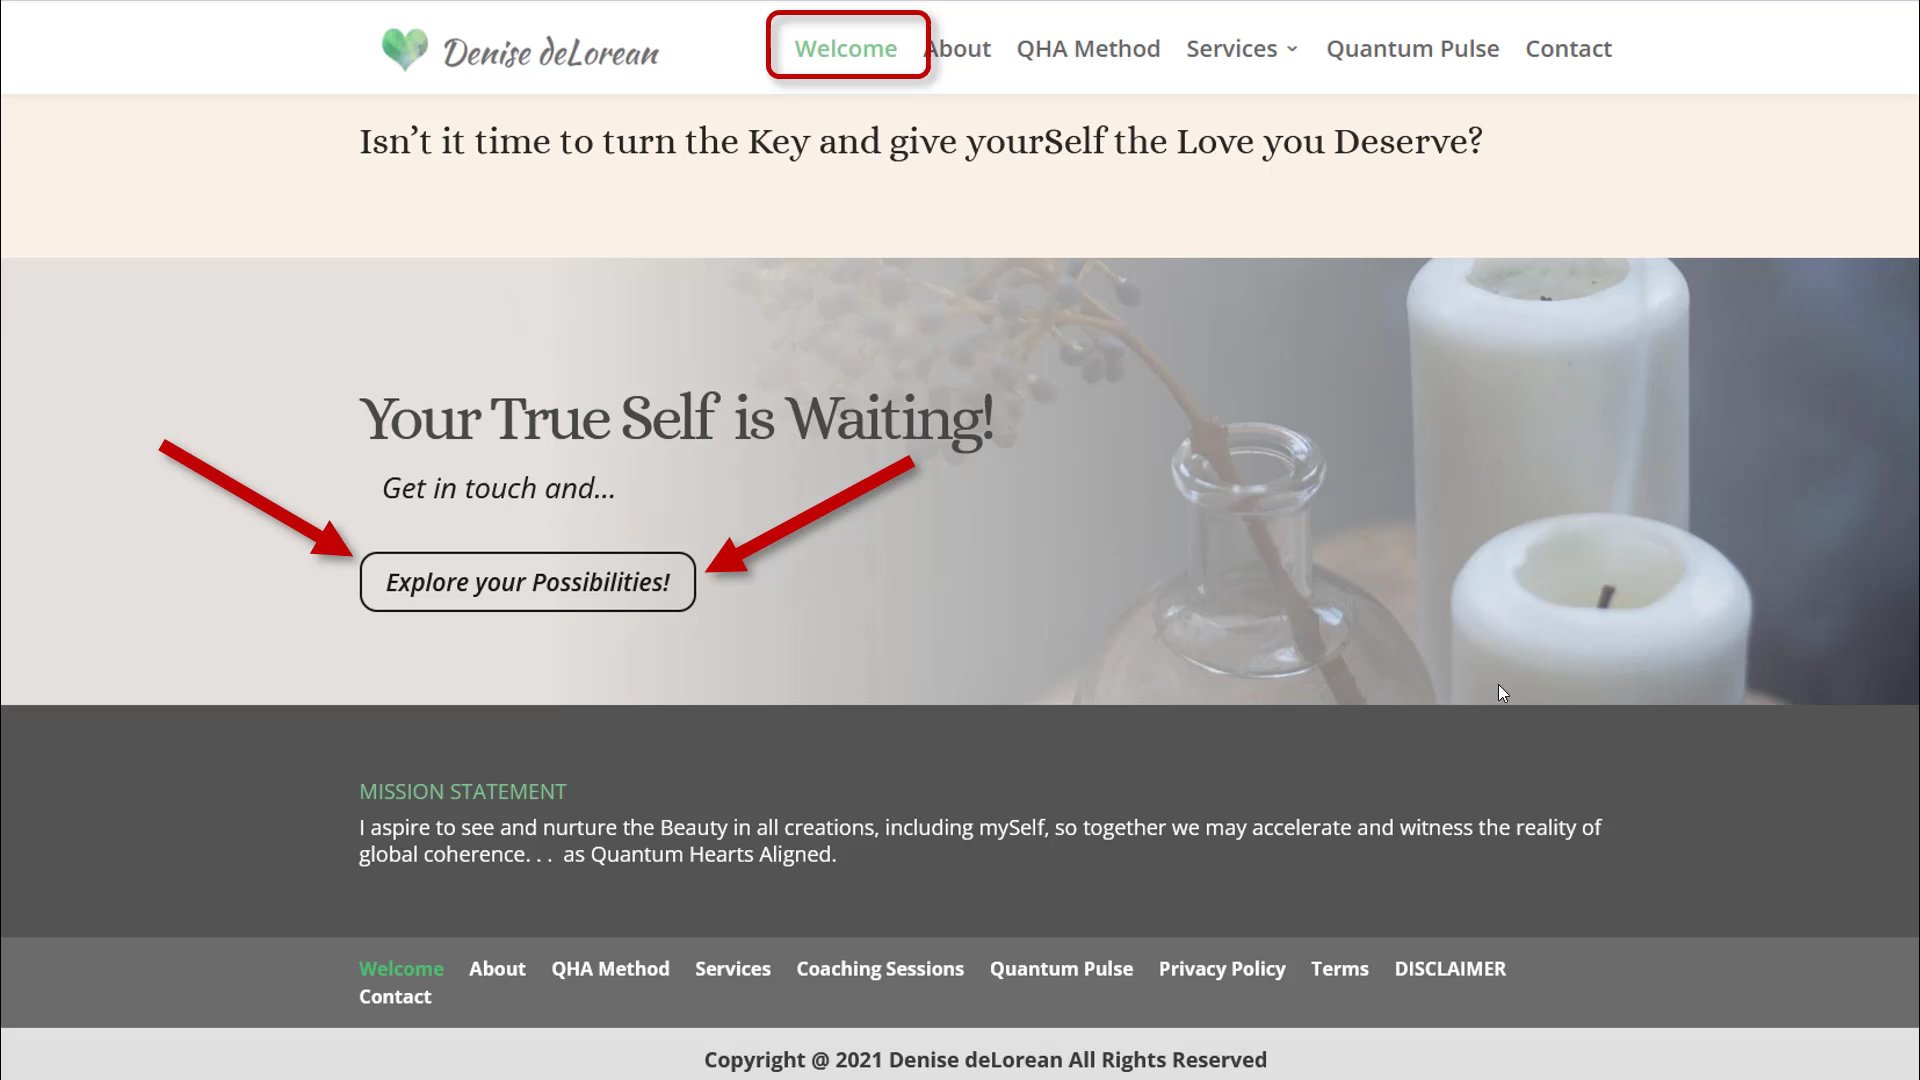 Denise deLorean
Welcome About QHA Method Services Quantum Pulse Contact
Isn’t it time to turn the Key and give yourSelf the Love you Deserve?
Your True Self is Waiting!
Get in touch and...
Explore your Possibilities!
MISSION STATEMENT
I aspire to see and nurture the Beauty in all creations, including mySelf, so together we may accelerate and witness the reality of
global coherence. . . as Quantum Hearts Aligned.
Welcome About QHA Method Services Coaching Sessions Quantum Pulse Privacy Policy Terms DISCLAIMER
Contact
Copyright @ 2021 Denise deLorean All Rights Reserved